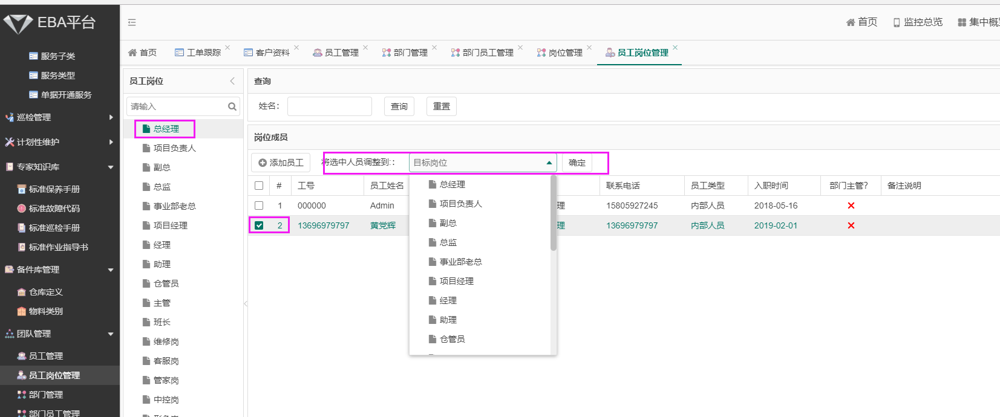 EBA平台
首页
监控总览
集中概
服务子类
服务类型
单据开通服务
巡检管理
计划性维护
专家知识库
标准保养手册
标准故障代码
标准巡检手册
标准作业指导书
备件库管理
仓库定义
物料类别
团队管理
员工管理
员工岗位管理
部门管理
部门员工管理
首页
工单跟踪
客户资料
员工管理
部门管理
部门员工管理
岗位管理
员工岗位管理
员工岗位
请输入
总经理
项目负责人
副总
总监
事业部老总
项目经理
经理
助理
仓管员
主管
班长
维修岗
客服岗
管家岗
中控岗
查询
姓名：
查询
重置
岗位成员
添加员工
将选中人员调整到：:
目标岗位
确定
# 工号 员工姓名 联系电话 员工类型 入职时间 部门主管? 备注说明
1 000000 Admin 理 15805927245 内部人员 2018-05-16
2 13696979797 黄党辉 理 13696979797 内部人员 2019-02-01
总经理
项目负责人
副总
总监
事业部老总
项目经理
经理
助理
仓管员